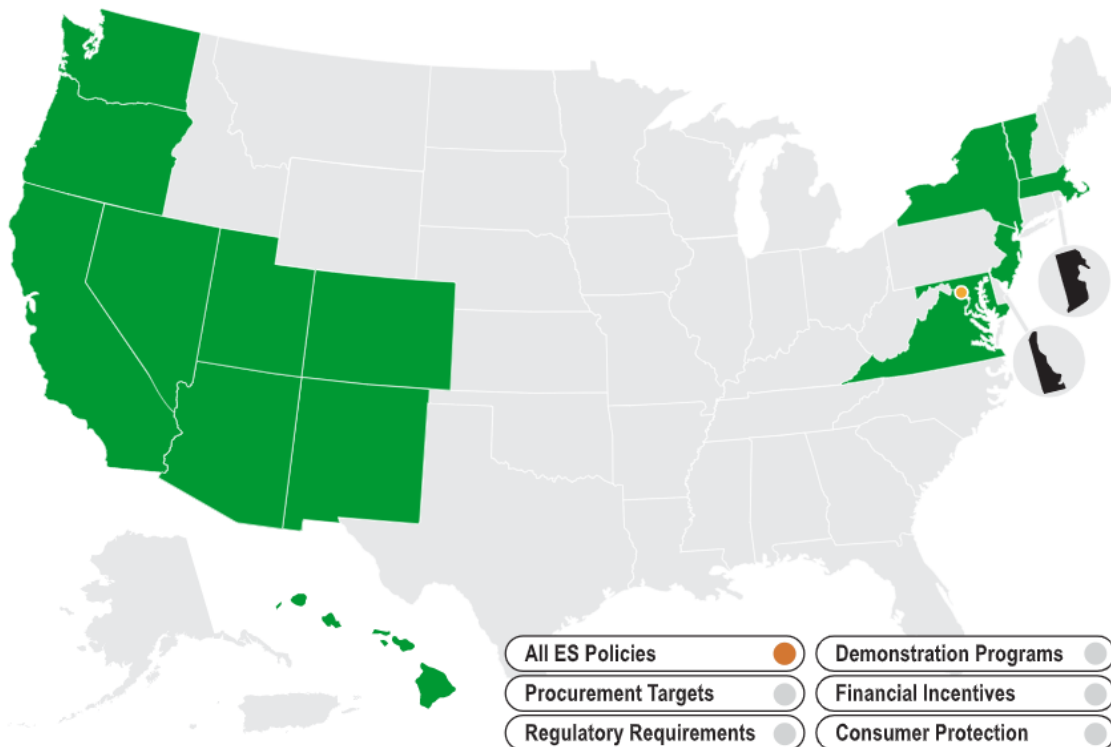 All ES Policies
Demonstration Programs
Procurement Targets
Financial Incentives
Regulatory Requirements
Consumer Protection